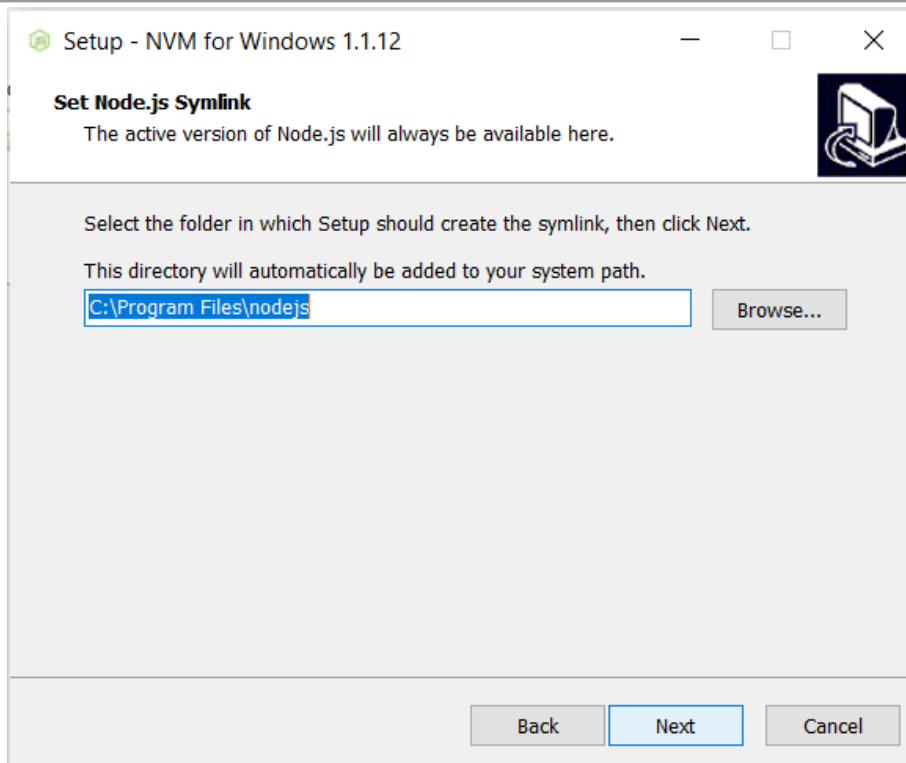 Setup - NVM for Windows 1.1.12
Set Node.js Symlink
The active version of Node.js will always be available here.
Select the folder in which Setup should create the symlink, then click Next.
This directory will automatically be added to your system path.
C:\Program Files\nodejs
Browse...
Back
Next
Cancel